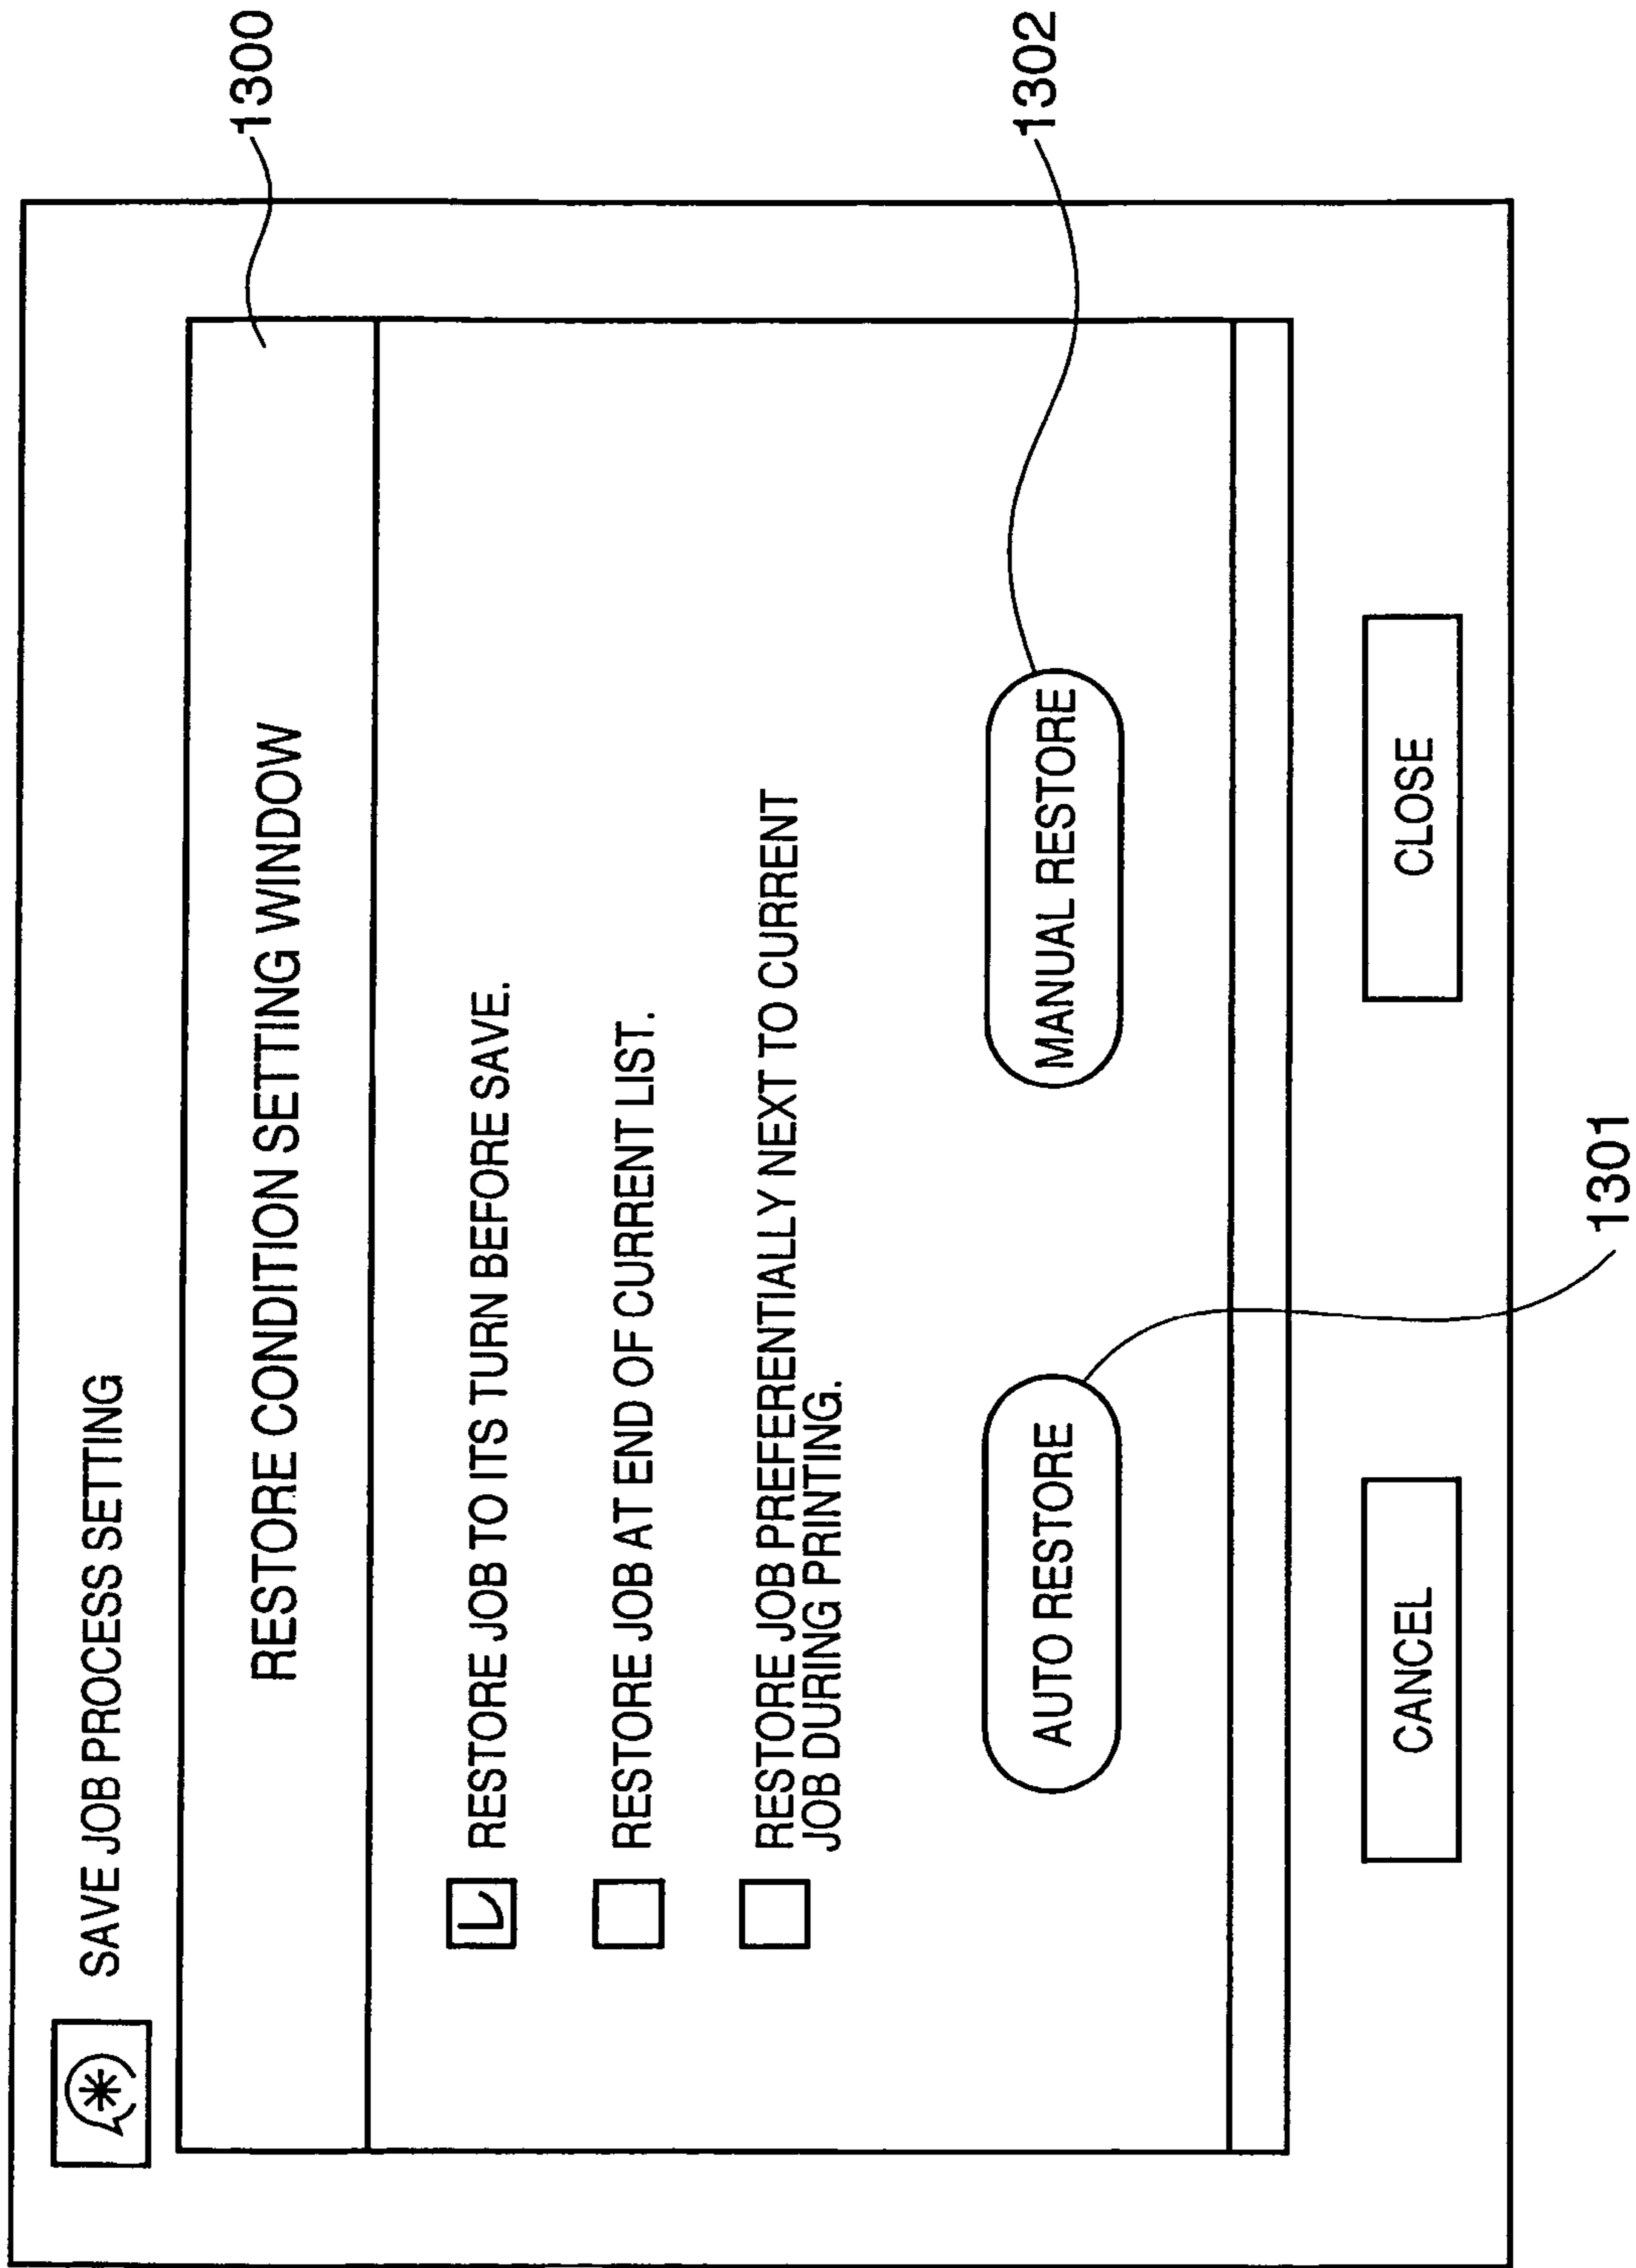 SAVE JOB PROCESS SETTING
RESTORE CONDITION SETTING WINDOW
1300
RESTORE JOB TO ITS TURN BEFORE SAVE.
RESTORE JOB AT END OF CURRENT LIST.
RESTORE JOB PREFERENTIALLY NEXT TO CURRENT
JOB DURING PRINTING.
AUTO RESTORE
MANUAL RESTORE
1302
CANCEL
CLOSE
1301